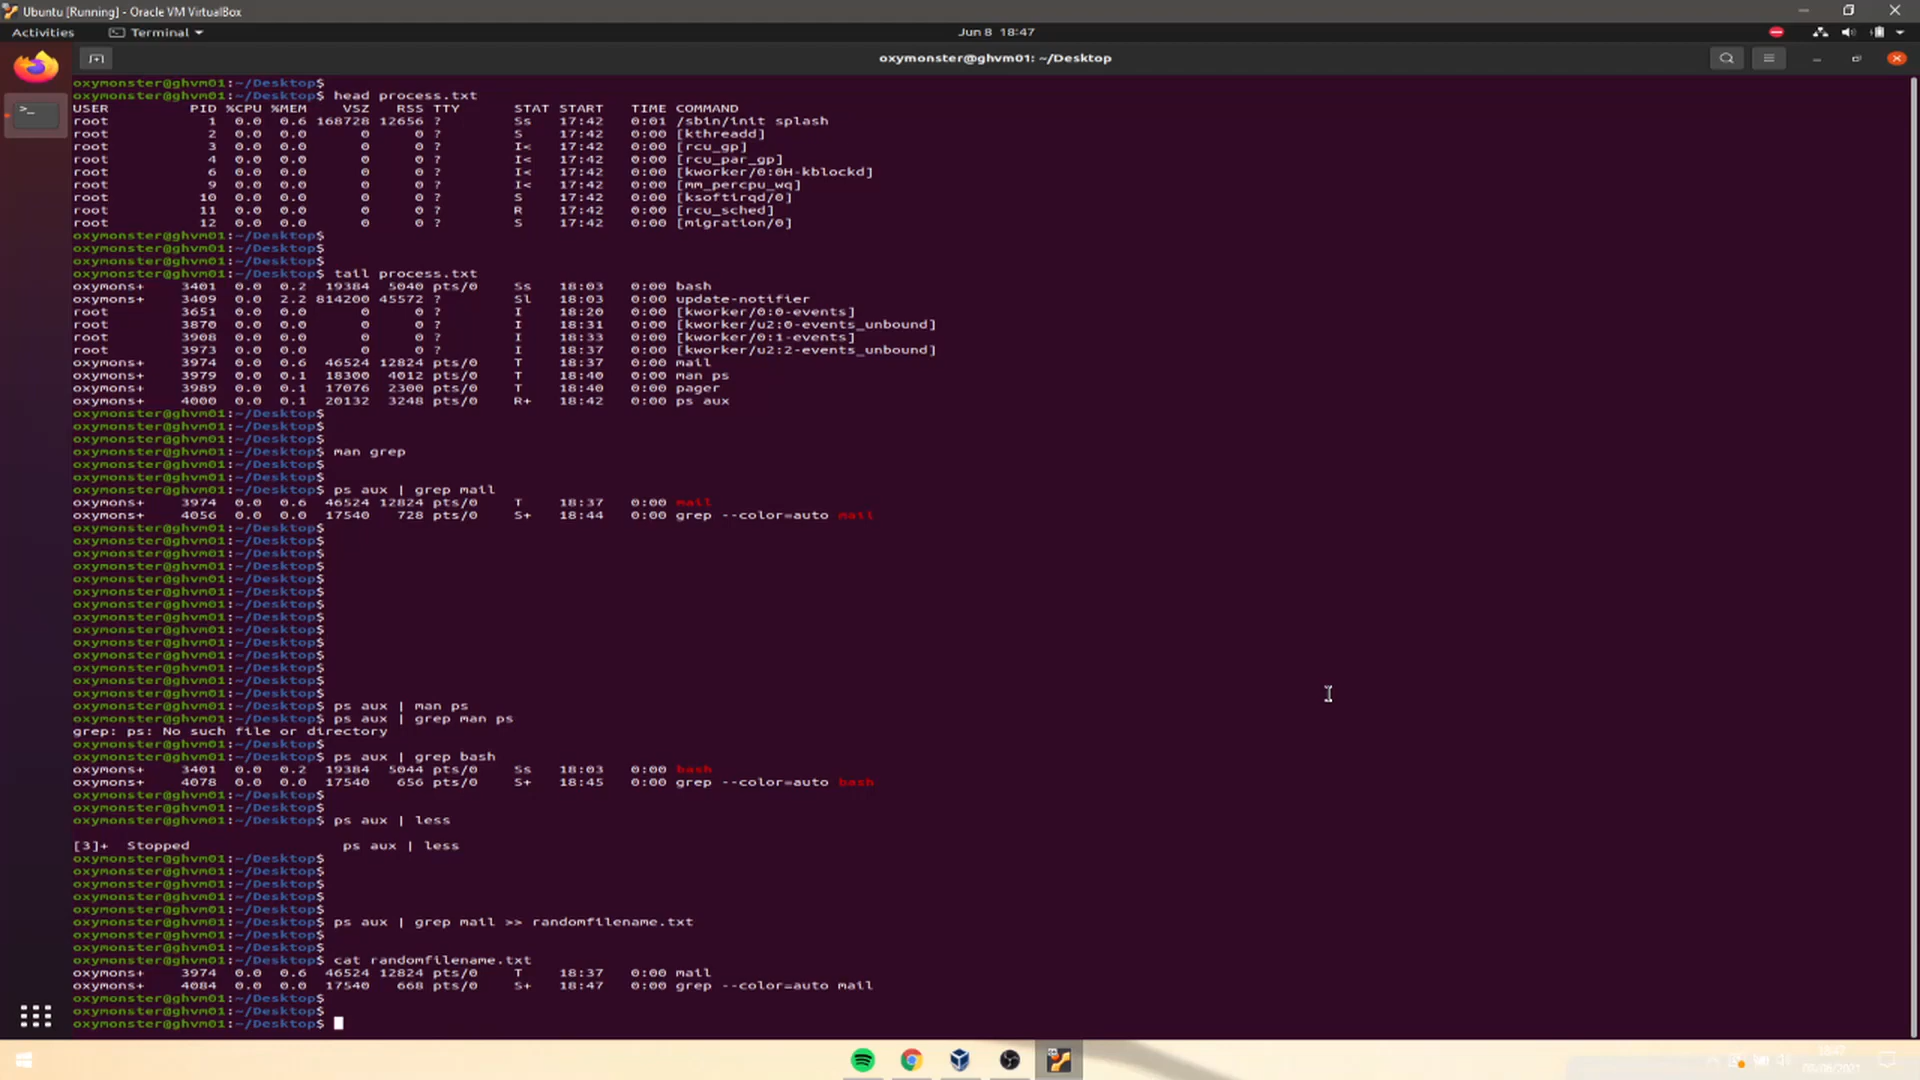 Ubuntu [Running] - Oracle VM VirtualBox
Activities Terminal Jun 8 18:47
oxymonster@ghvm01: ~/Desktop
oxymonster@ghvm01:~/Desktop$
oxymonster@ghvm01:~/Desktop$ head process.txt
USER PID %CPU %MEM VSZ RSS TTY STAT START TIME COMMAND
root 1 0.0 0.6 168728 12656 ? Ss 17:42 0:01 /sbin/init splash
root 2 0.0 0.0 0 0 ? S 17:42 0:00 [kthreadd]
root 3 0.0 0.0 0 0 ? I< 17:42 0:00 [rcu_gp]
root 4 0.0 0.0 0 0 ? I< 17:42 0:00 [rcu_par_gp]
root 6 0.0 0.0 0 0 ? I< 17:42 0:00 [kworker/0:0H-kblockd]
root 9 0.0 0.0 0 0 ? I< 17:42 0:00 [mm_percpu_wq]
root 10 0.0 0.0 0 0 ? S 17:42 0:00 [ksoftirqd/0]
root 11 0.0 0.0 0 0 ? R 17:42 0:00 [rcu_sched]
root 12 0.0 0.0 0 0 ? S 17:42 0:00 [migration/0]
oxymonster@ghvm01:~/Desktop$
oxymonster@ghvm01:~/Desktop$
oxymonster@ghvm01:~/Desktop$
oxymonster@ghvm01:~/Desktop$ tail process.txt
oxymons+ 3401 0.0 0.2 19384 5040 pts/0 Ss 18:03 0:00 bash
oxymons+ 3409 0.0 2.2 814200 45572 ? Sl 18:03 0:00 update-notifier
root 3651 0.0 0.0 0 0 ? I 18:20 0:00 [kworker/0:0-events]
root 3870 0.0 0.0 0 0 ? I 18:31 0:00 [kworker/u2:0-events_unbound]
root 3908 0.0 0.0 0 0 ? I 18:33 0:00 [kworker/0:1-events]
root 3973 0.0 0.0 0 0 ? I 18:37 0:00 [kworker/u2:2-events_unbound]
oxymons+ 3974 0.0 0.6 46524 12824 pts/0 T 18:37 0:00 mail
oxymons+ 3979 0.0 0.1 18300 4012 pts/0 T 18:40 0:00 man ps
oxymons+ 3989 0.0 0.1 17076 2300 pts/0 T 18:40 0:00 pager
oxymons+ 4000 0.0 0.1 20132 3248 pts/0 R+ 18:42 0:00 ps aux
oxymonster@ghvm01:~/Desktop$
oxymonster@ghvm01:~/Desktop$
oxymonster@ghvm01:~/Desktop$
oxymonster@ghvm01:~/Desktop$ man grep
oxymonster@ghvm01:~/Desktop$
oxymonster@ghvm01:~/Desktop$
oxymonster@ghvm01:~/Desktop$ ps aux | grep mail
oxymons+ 3974 0.0 0.6 46524 12824 pts/0 T 18:37 0:00 mail
oxymons+ 4056 0.0 0.0 17540 728 pts/0 S+ 18:44 0:00 grep --color=auto mail
oxymonster@ghvm01:~/Desktop$
oxymonster@ghvm01:~/Desktop$
oxymonster@ghvm01:~/Desktop$
oxymonster@ghvm01:~/Desktop$
oxymonster@ghvm01:~/Desktop$
oxymonster@ghvm01:~/Desktop$
oxymonster@ghvm01:~/Desktop$
oxymonster@ghvm01:~/Desktop$
oxymonster@ghvm01:~/Desktop$
oxymonster@ghvm01:~/Desktop$
oxymonster@ghvm01:~/Desktop$
oxymonster@ghvm01:~/Desktop$
oxymonster@ghvm01:~/Desktop$
oxymonster@ghvm01:~/Desktop$
oxymonster@ghvm01:~/Desktop$ ps aux | man ps
oxymonster@ghvm01:~/Desktop$ ps aux | grep man ps
grep: ps: No such file or directory
oxymonster@ghvm01:~/Desktop$
oxymonster@ghvm01:~/Desktop$ ps aux | grep bash
oxymons+ 3401 0.0 0.2 19384 5044 pts/0 Ss 18:03 0:00 bash
oxymons+ 4078 0.0 0.0 17540 656 pts/0 S+ 18:45 0:00 grep --color=auto bash
oxymonster@ghvm01:~/Desktop$
oxymonster@ghvm01:~/Desktop$
oxymonster@ghvm01:~/Desktop$ ps aux | less
[3]+ Stopped ps aux | less
oxymonster@ghvm01:~/Desktop$
oxymonster@ghvm01:~/Desktop$
oxymonster@ghvm01:~/Desktop$
oxymonster@ghvm01:~/Desktop$
oxymonster@ghvm01:~/Desktop$
oxymonster@ghvm01:~/Desktop$ ps aux | grep mail >> randomfilename.txt
oxymonster@ghvm01:~/Desktop$
oxymonster@ghvm01:~/Desktop$
oxymonster@ghvm01:~/Desktop$ cat randomfilename.txt
oxymons+ 3974 0.0 0.6 46524 12824 pts/0 T 18:37 0:00 mail
oxymons+ 4084 0.0 0.0 17540 668 pts/0 S+ 18:47 0:00 grep --color=auto mail
oxymonster@ghvm01:~/Desktop$
oxymonster@ghvm01:~/Desktop$
oxymonster@ghvm01:~/Desktop$